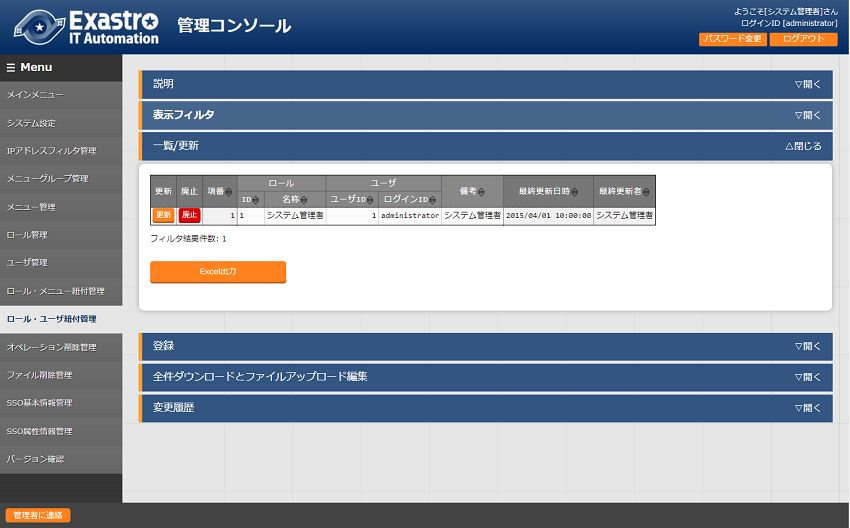 Exastro
IT Automation
管理コンソール
ようこそ[システム管理者]さん
ログインID [administrator]
パスワード変更 ログアウト
☰ Menu
メインメニュー
システム設定
IPアドレスフィルタ管理
メニューグループ管理
メニュー管理
ロール管理
ユーザ管理
ロール・メニュー紐付管理
ロール・ユーザ紐付管理
オペレーション削除管理
ファイル削除管理
SSO基本情報管理
SSO属性情報管理
バージョン確認
説明 ▽開く
表示フィルタ ▽開く
一覧/更新 △閉じる
更新 廃止 項番 ロール ユーザ 備考 最終更新日時 最終更新者
ID 名称 ユーザID ログインID
更新 廃止 1 1 システム管理者 1 administrator システム管理者 2015/04/01 10:00:00 システム管理者
フィルタ結果件数: 1
Excel出力
登録 ▽開く
全件ダウンロードとファイルアップロード編集 ▽開く
変更履歴 ▽開く
管理者に連絡